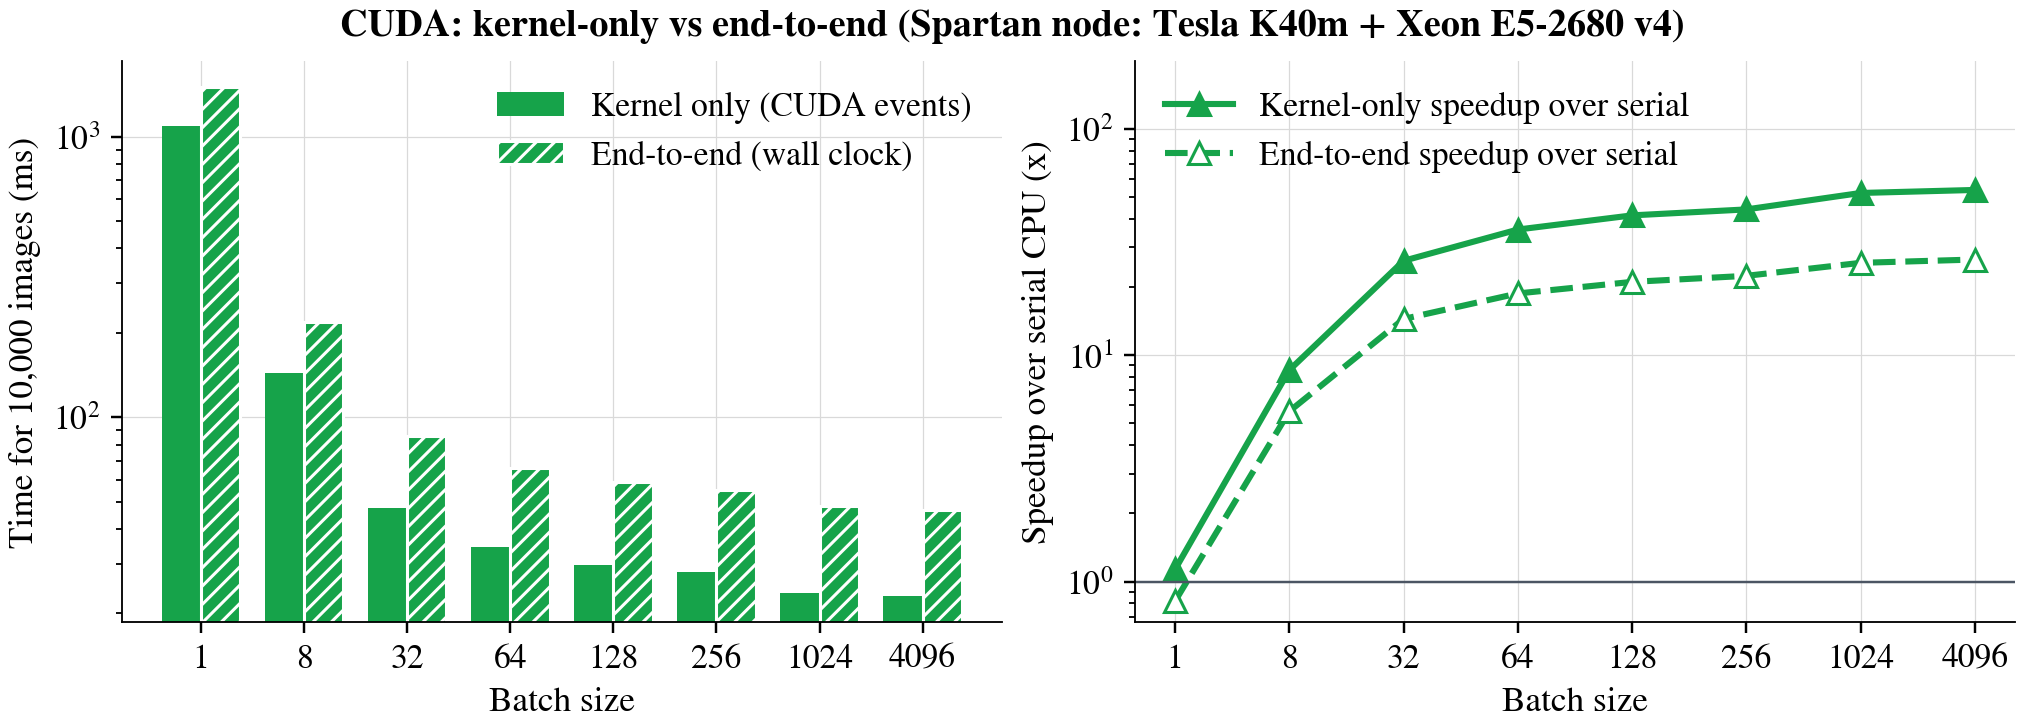 CUDA: kernel-only vs end-to-end (Spartan node: Tesla K40m + Xeon E5-2680 v4)
Time for 10,000 images (ms)
10³
10²
Kernel only (CUDA events)
End-to-end (wall clock)
1 8 32 64 128 256 1024 4096
Batch size
Speedup over serial CPU (x)
10²
10¹
10⁰
Kernel-only speedup over serial
End-to-end speedup over serial
1 8 32 64 128 256 1024 4096
Batch size